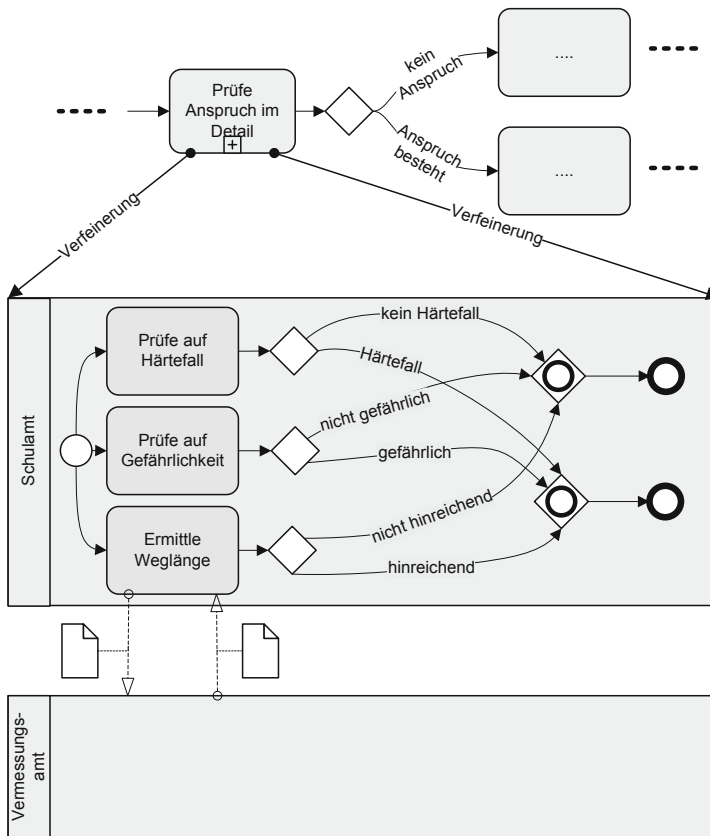 Prüfe
Anspruch im
Detail
+
kein
Anspruch
Anspruch
besteht
....
....
Verfeinerung
Verfeinerung
Schulamt
Prüfe auf
Härtefall
Prüfe auf
Gefährlichkeit
Ermittle
Weglänge
kein Härtefall
Härtefall
nicht gefährlich
gefährlich
nicht hinreichend
hinreichend
Vermessungs-
amt